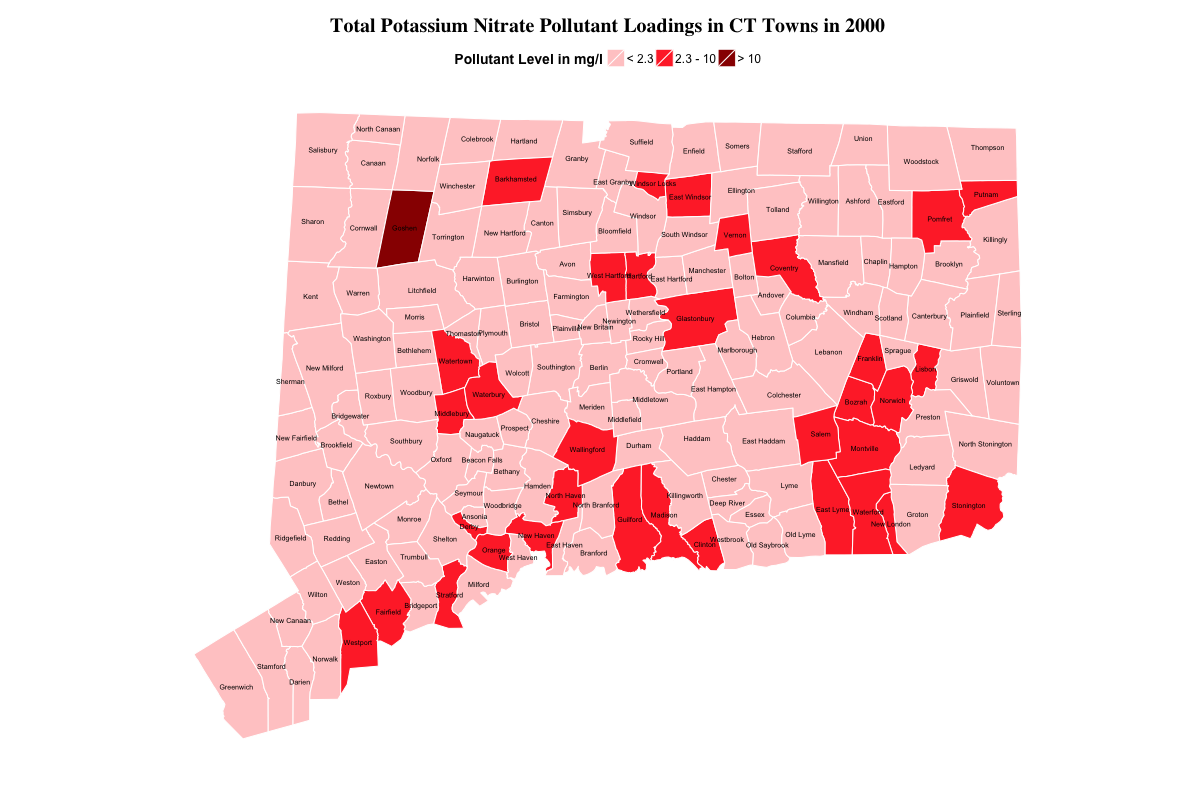 Total Potassium Nitrate Pollutant Loadings in CT Towns in 2000
Pollutant Level in mg/l < 2.3 2.3 - 10 > 10
North Canaan
Colebrook
Hartland
Suffield
Union
Salisbury
Canaan
Norfolk
Granby
Enfield
Somers
Stafford
Woodstock
Thompson
Winchester
Barkhamsted
East Granby
Windsor Locks
East Windsor
Ellington
Tolland
Willington
Ashford
Eastford
Putnam
Sharon
Cornwall
Goshen
Torrington
New Hartford
Canton
Simsbury
Bloomfield
Windsor
South Windsor
Vernon
Pomfret
Killingly
Kent
Warren
Litchfield
Harwinton
Burlington
Avon
Farmington
West Hartford
Hartford
East Hartford
Manchester
Bolton
Coventry
Mansfield
Chaplin
Hampton
Brooklyn
Andover
Washington
Morris
Bethlehem
Thomaston
Plymouth
Bristol
Plainville
New Britain
Newington
Wethersfield
Rocky Hill
Glastonbury
Hebron
Columbia
Windham
Scotland
Canterbury
Plainfield
Sterling
Sherman
New Milford
Roxbury
Woodbury
Watertown
Waterbury
Wolcott
Southington
Berlin
Cromwell
Portland
Marlborough
Lebanon
Franklin
Sprague
Lisbon
Griswold
Voluntown
Bridgewater
Middlebury
Cheshire
Meriden
Middletown
Middlefield
East Hampton
Colchester
Bozrah
Norwich
Preston
New Fairfield
Brookfield
Southbury
Naugatuck
Prospect
Wallingford
Durham
Haddam
East Haddam
Salem
Montville
Ledyard
North Stonington
Danbury
Bethel
Newtown
Oxford
Beacon Falls
Bethany
Seymour
Woodbridge
Hamden
North Haven
North Branford
Guilford
Madison
Killingworth
Chester
Deep River
Essex
Lyme
East Lyme
Waterford
New London
Groton
Stonington
Ridgefield
Redding
Monroe
Shelton
Ansonia
Derby
Orange
New Haven
West Haven
East Haven
Branford
Clinton
Westbrook
Old Saybrook
Old Lyme
Wilton
Weston
Easton
Trumbull
Milford
Stratford
Bridgeport
Fairfield
New Canaan
Westport
Norwalk
Stamford
Darien
Greenwich